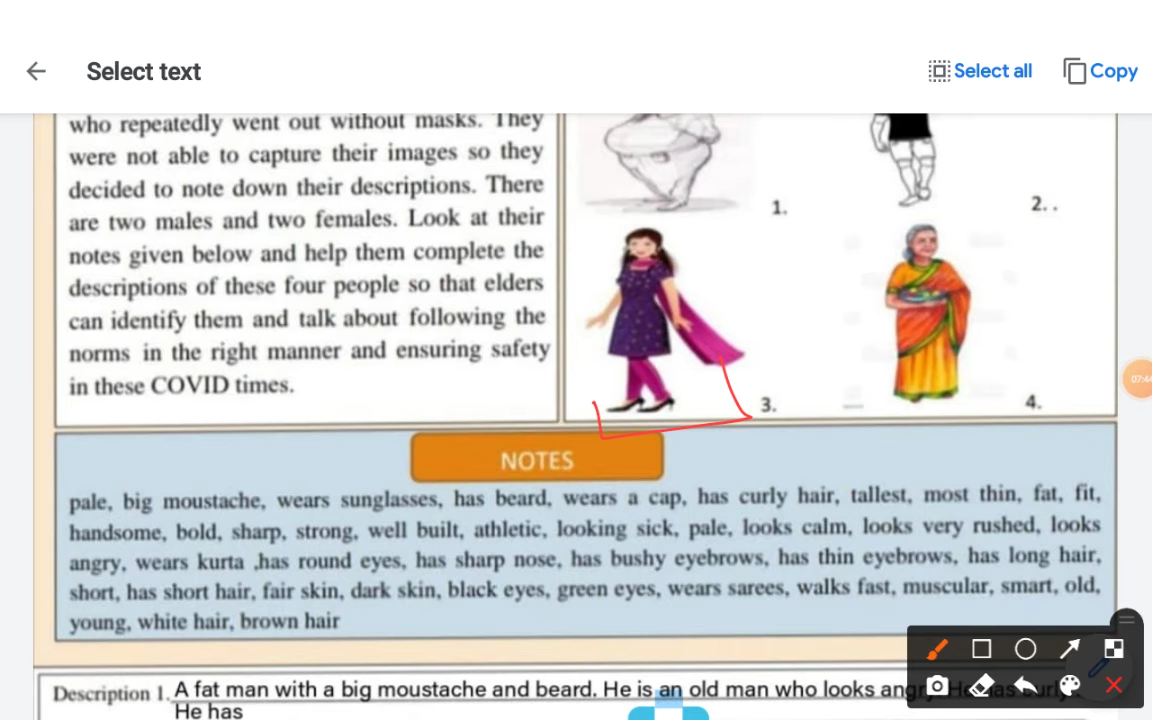 Select text
Select all
Copy
who repeatedly went out without masks. They
were not able to capture their images so they
decided to note down their descriptions. There
are two males and two females. Look at their
notes given below and help them complete the
descriptions of these four people so that elders
can identify them and talk about following the
norms in the right manner and ensuring safety
in these COVID times.
1.
2. .
3.
4.
07:44
NOTES
pale, big moustache, wears sunglasses, has beard, wears a cap, has curly hair, tallest, most thin, fat, fit,
handsome, bold, sharp, strong, well built, athletic, looking sick, pale, looks calm, looks very rushed, looks
angry, wears kurta ,has round eyes, has sharp nose, has bushy eyebrows, has thin eyebrows, has long hair,
short, has short hair, fair skin, dark skin, black eyes, green eyes, wears sarees, walks fast, muscular, smart, old,
young, white hair, brown hair
Description 1. A fat man with a big moustache and beard. He is an old man who looks angry. He has curly
He has